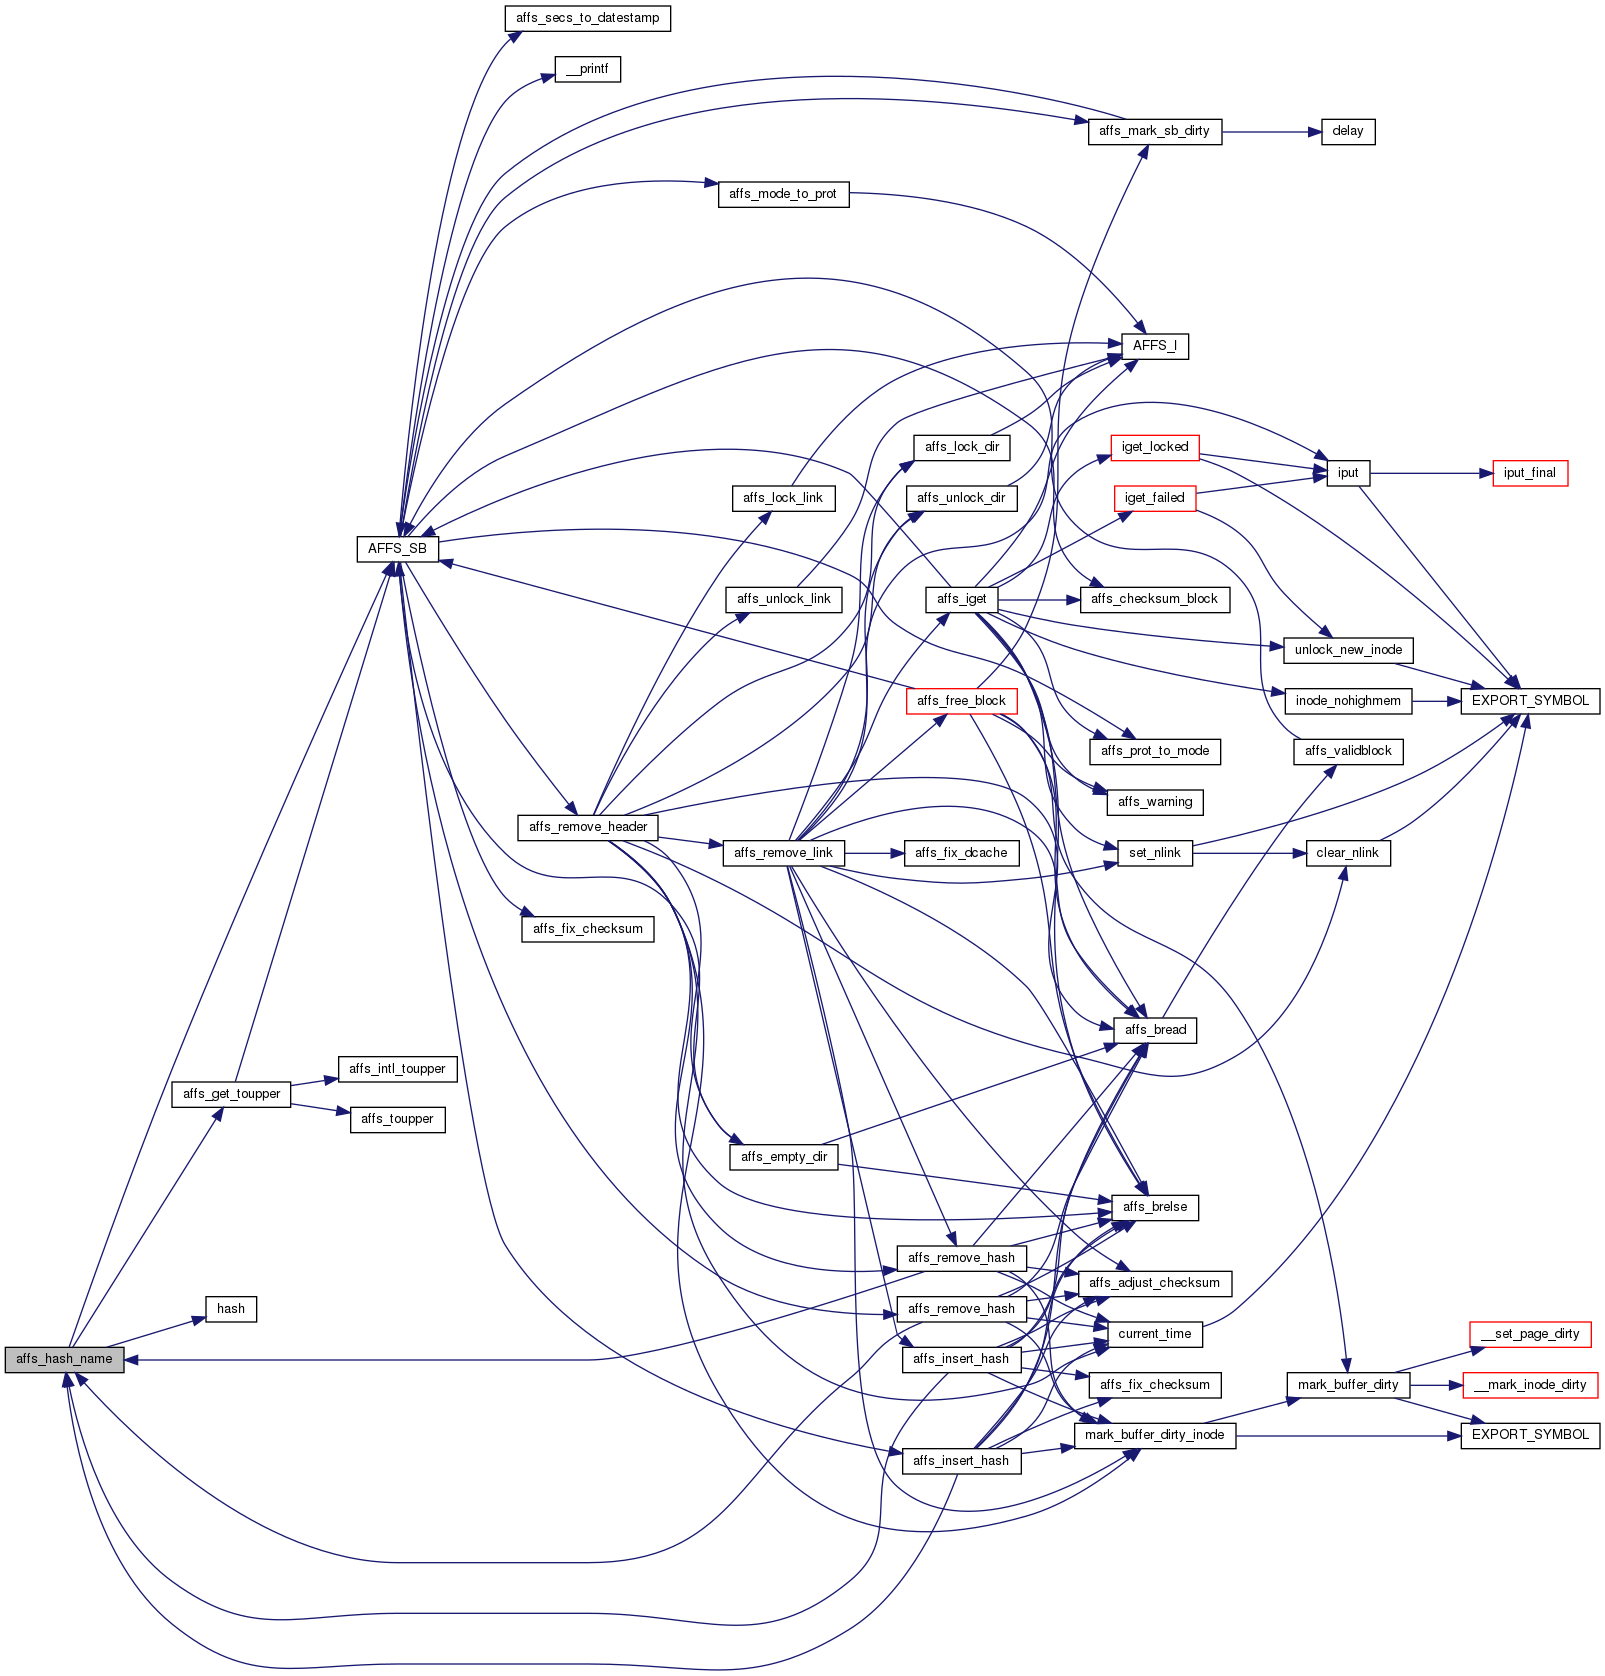 affs_secs_to_datestamp
__printf
affs_mark_sb_dirty
delay
affs_mode_to_prot
AFFS_I
affs_lock_dir
iget_locked
iput
iput_final
affs_lock_link
affs_unlock_dir
iget_failed
AFFS_SB
affs_unlock_link
affs_iget
affs_checksum_block
unlock_new_inode
affs_free_block
inode_nohighmem
EXPORT_SYMBOL
affs_prot_to_mode
affs_validblock
affs_warning
affs_remove_header
affs_remove_link
affs_fix_dcache
set_nlink
clear_nlink
affs_fix_checksum
affs_bread
affs_intl_toupper
affs_get_toupper
affs_toupper
affs_empty_dir
affs_brelse
affs_remove_hash
affs_adjust_checksum
hash
affs_remove_hash
current_time
__set_page_dirty
affs_hash_name
affs_insert_hash
affs_fix_checksum
mark_buffer_dirty
__mark_inode_dirty
mark_buffer_dirty_inode
EXPORT_SYMBOL
affs_insert_hash